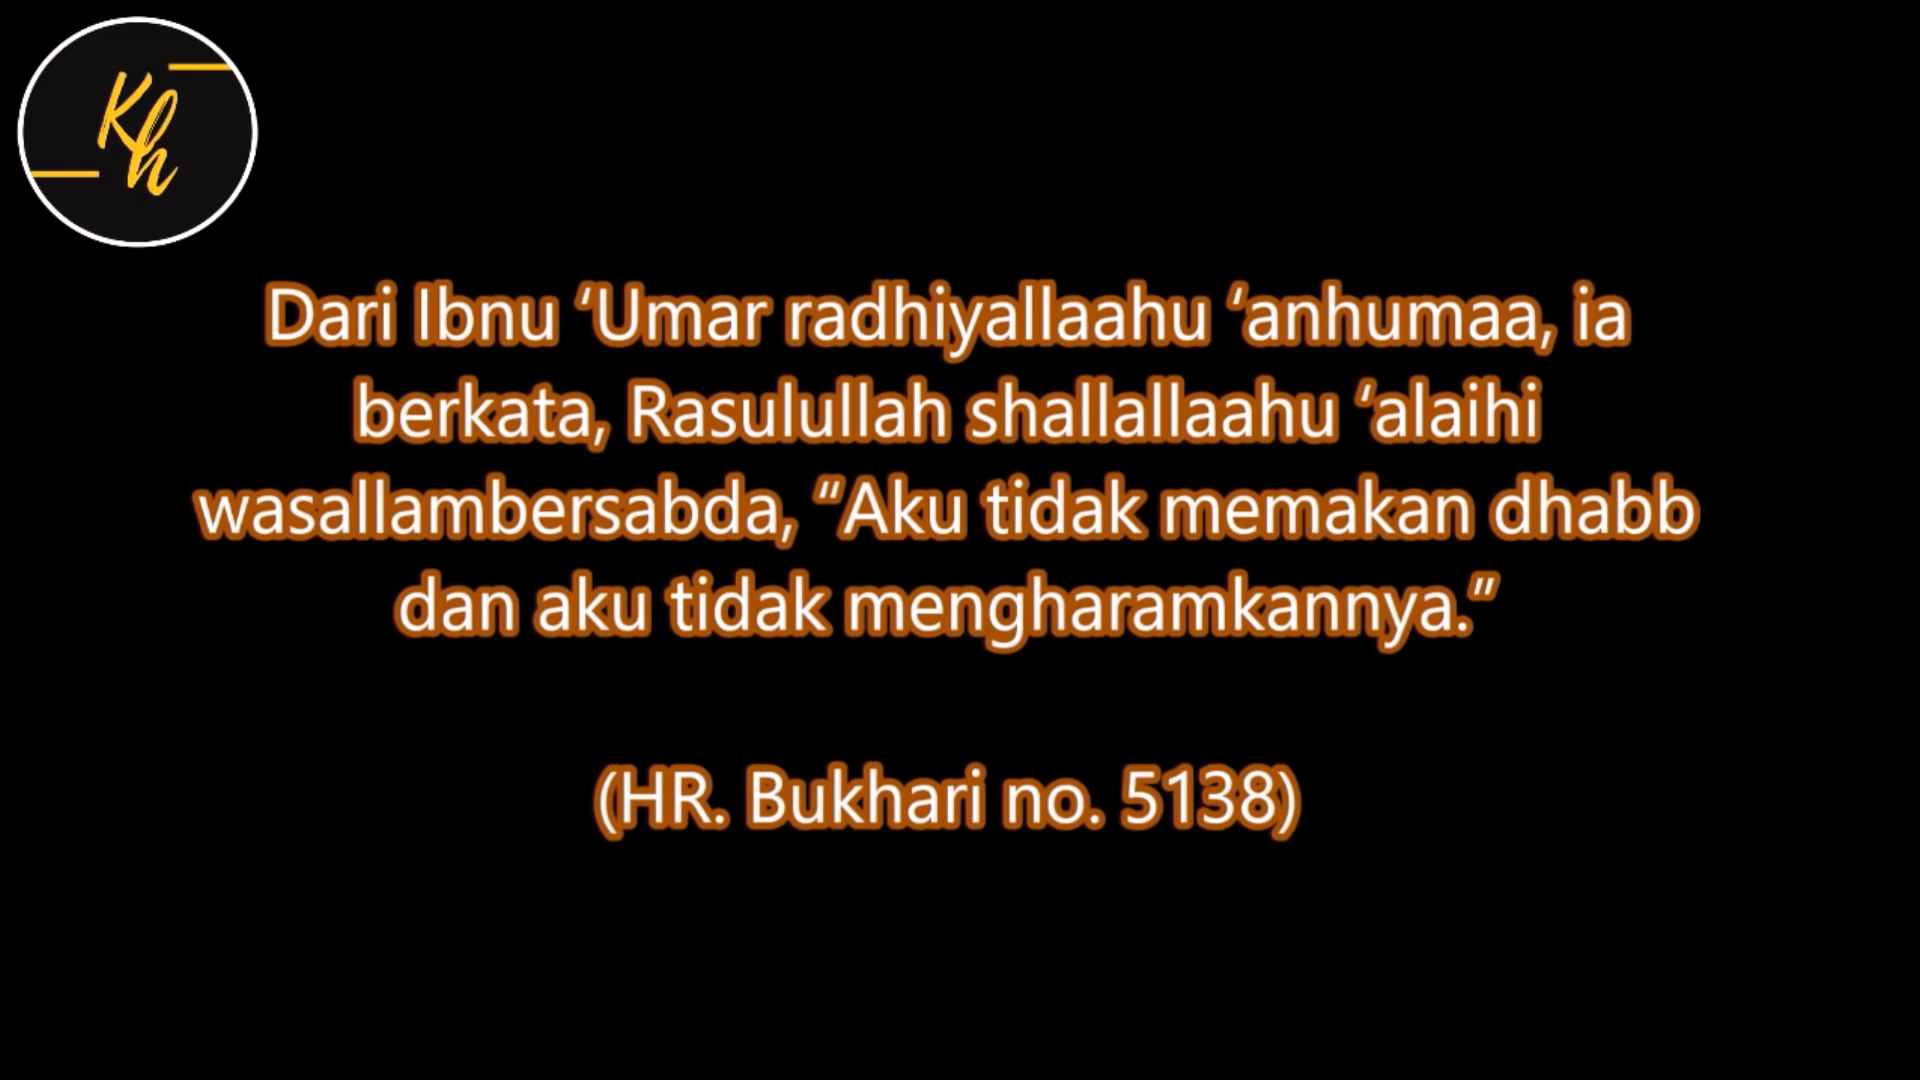 Kh
Dari Ibnu ‘Umar radhiyallaahu ‘anhumaa, ia
berkata, Rasulullah shallallaahu ‘alaihi
wasallambersabda, “Aku tidak memakan dhabb
dan aku tidak mengharamkannya.”
(HR. Bukhari no. 5138)